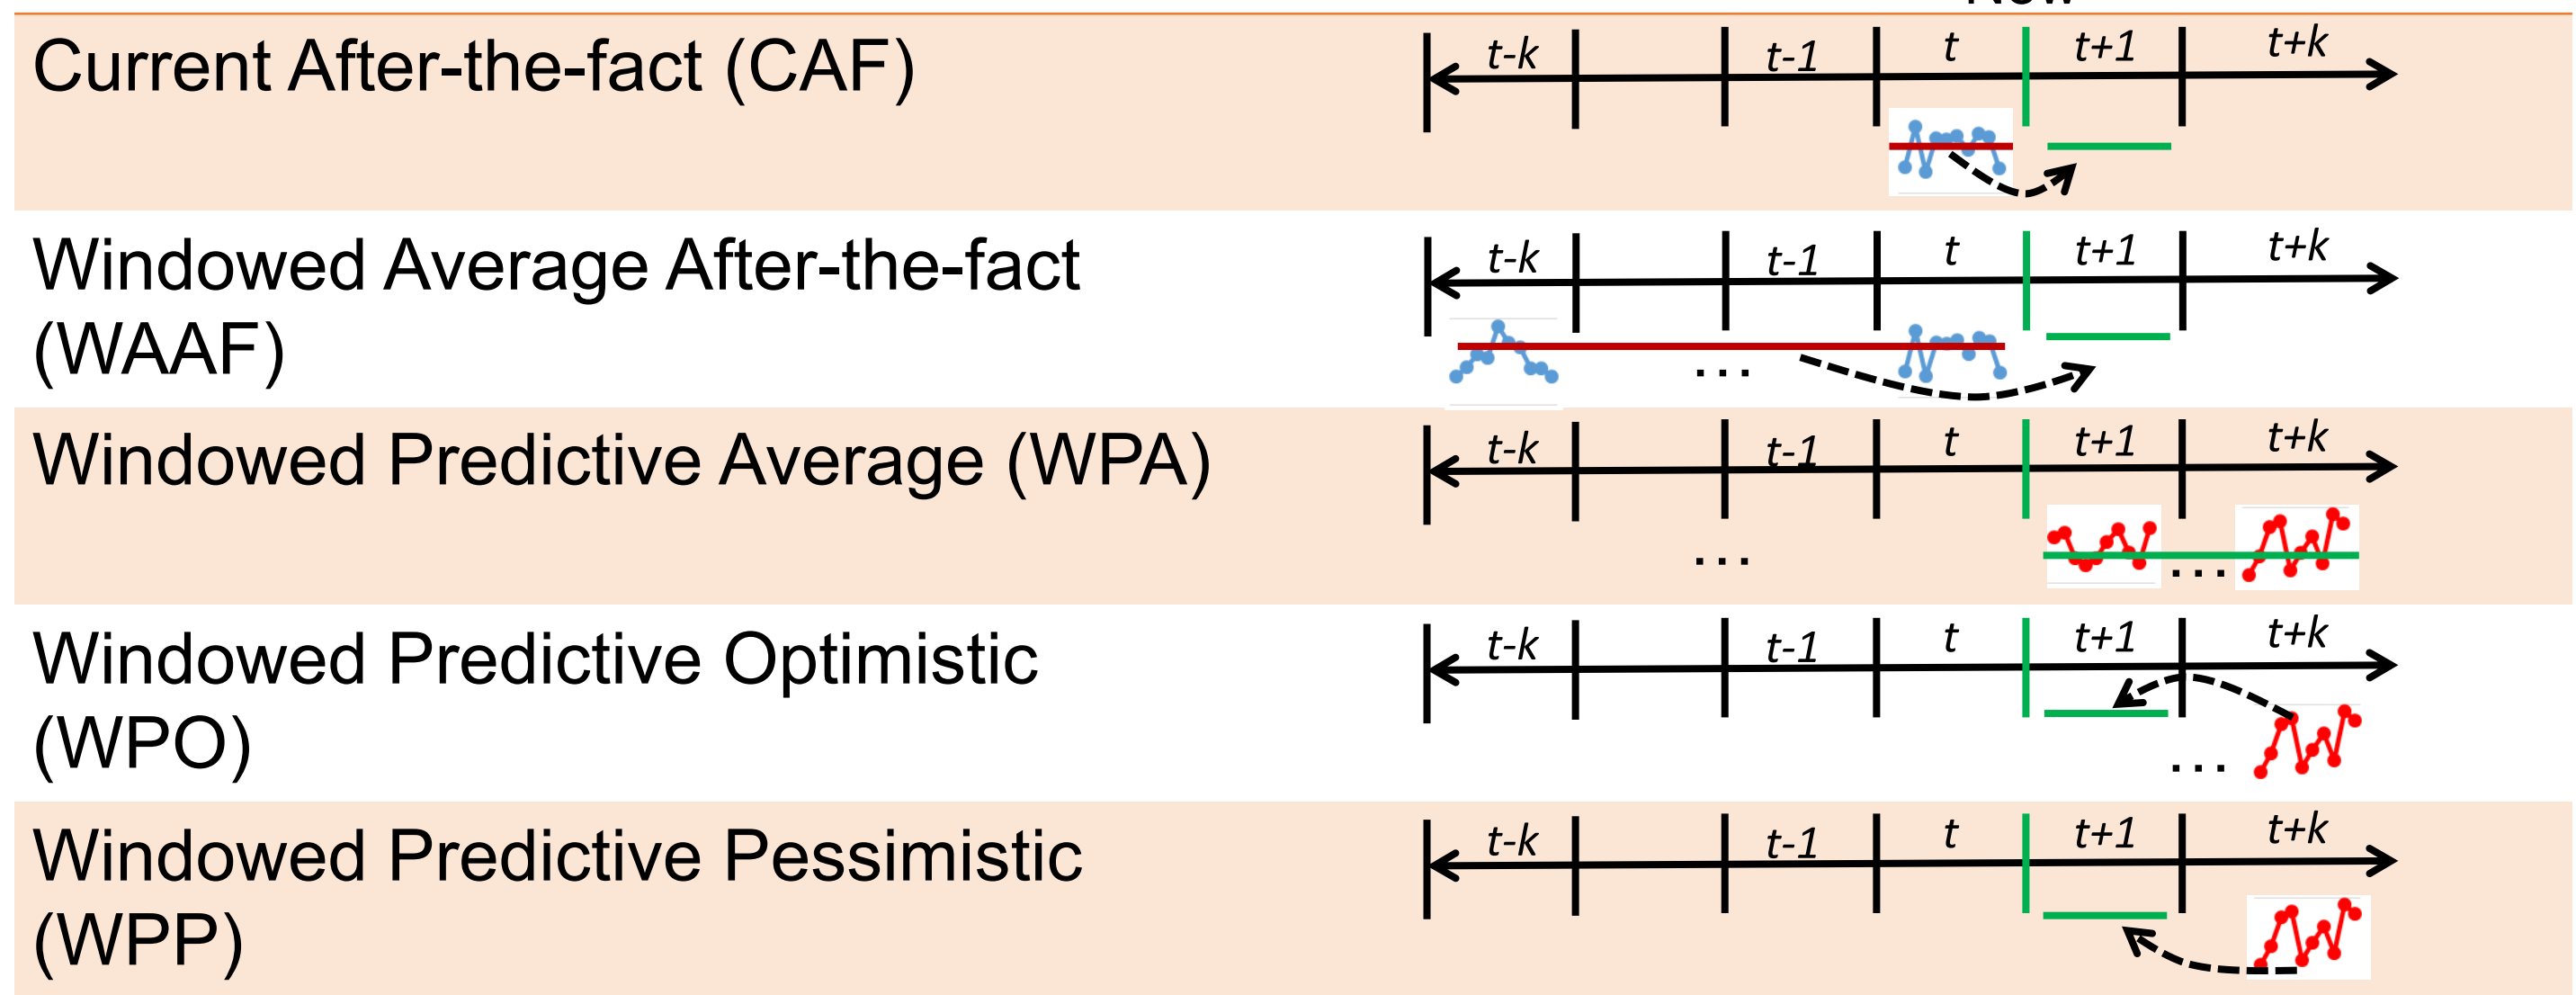 Now
Current After-the-fact (CAF)
t-k t-1 t t+1 t+k
Windowed Average After-the-fact
(WAAF)
t-k t-1 t t+1 t+k
...
Windowed Predictive Average (WPA)
t-k t-1 t t+1 t+k
... ...
Windowed Predictive Optimistic
(WPO)
t-k t-1 t t+1 t+k
...
Windowed Predictive Pessimistic
(WPP)
t-k t-1 t t+1 t+k